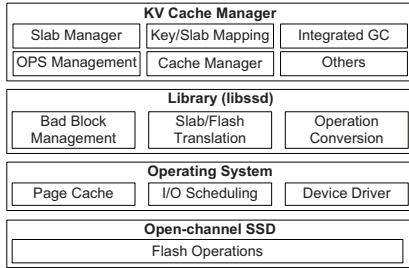 KV Cache Manager
Slab Manager Key/Slab Mapping Integrated GC
OPS Management Cache Manager Others
Library (libssd)
Bad Block Slab/Flash Operation
Management Translation Conversion
Operating System
Page Cache I/O Scheduling Device Driver
Open-channel SSD
Flash Operations